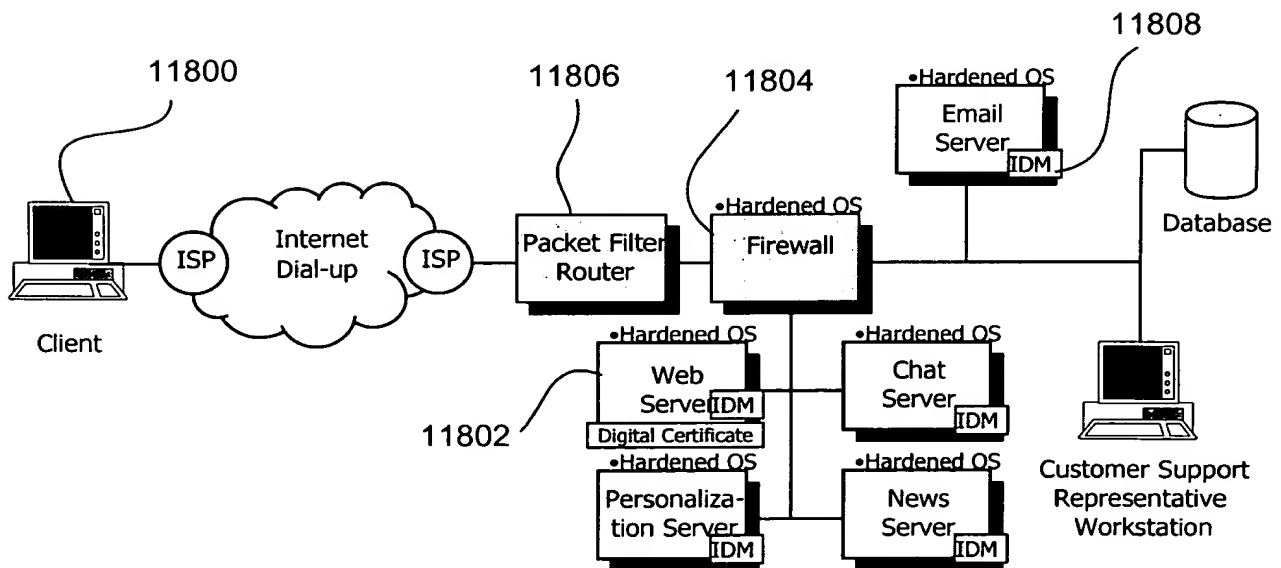 11800
11806
11804
11808
•Hardened OS
Email
Server
IDM
Database
ISP
Internet
Dial-up
ISP
Packet Filter
Router
•Hardened OS
Firewall
Client
•Hardened OS
Web
Server
IDM
Digital Certificate
11802
•Hardened OS
Chat
Server
IDM
•Hardened OS
Personaliza-
tion Server
IDM
•Hardened OS
News
Server
IDM
Customer Support
Representative
Workstation